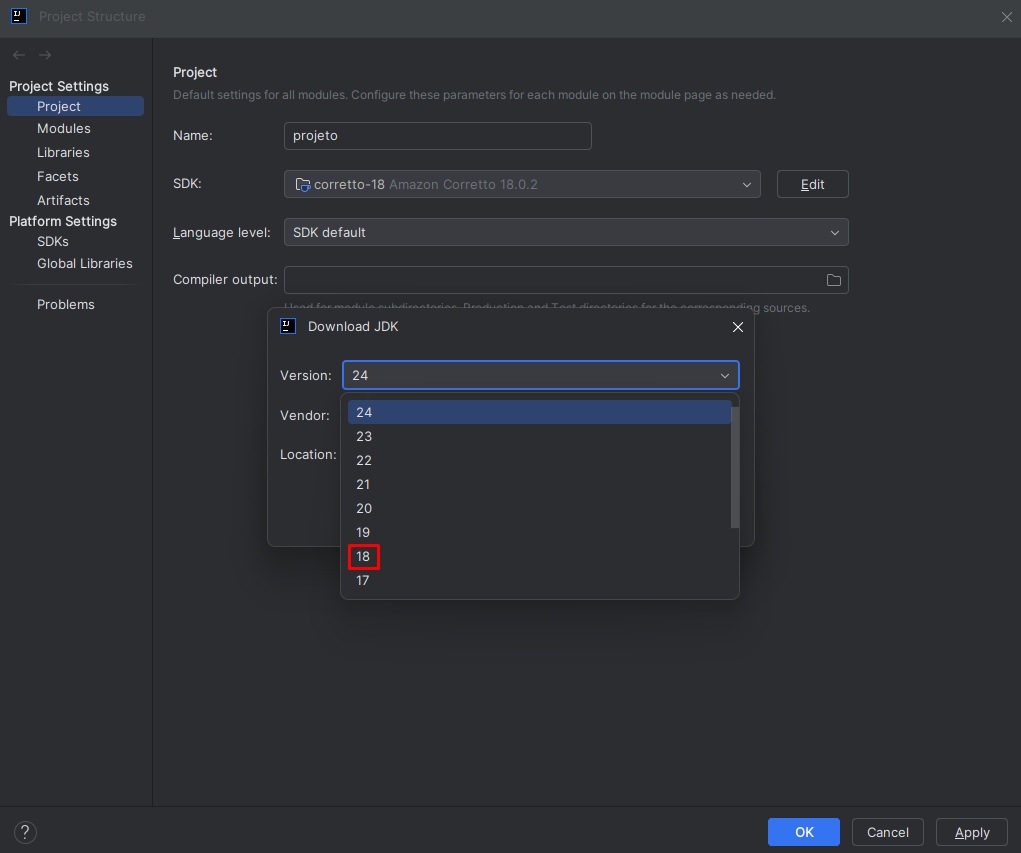 Project Structure
Project Settings
Project
Modules
Libraries
Facets
Artifacts
Platform Settings
SDKs
Global Libraries
Problems
Project
Default settings for all modules. Configure these parameters for each module on the module page as needed.
Name: projeto
SDK: corretto-18 Amazon Corretto 18.0.2 Edit
Language level: SDK default
Compiler output:
Used for module subdirectories, Production and Test directories for the corresponding sources.
Download JDK
Version: 24
Vendor:
Location:
24
23
22
21
20
19
18
17
? OK Cancel Apply